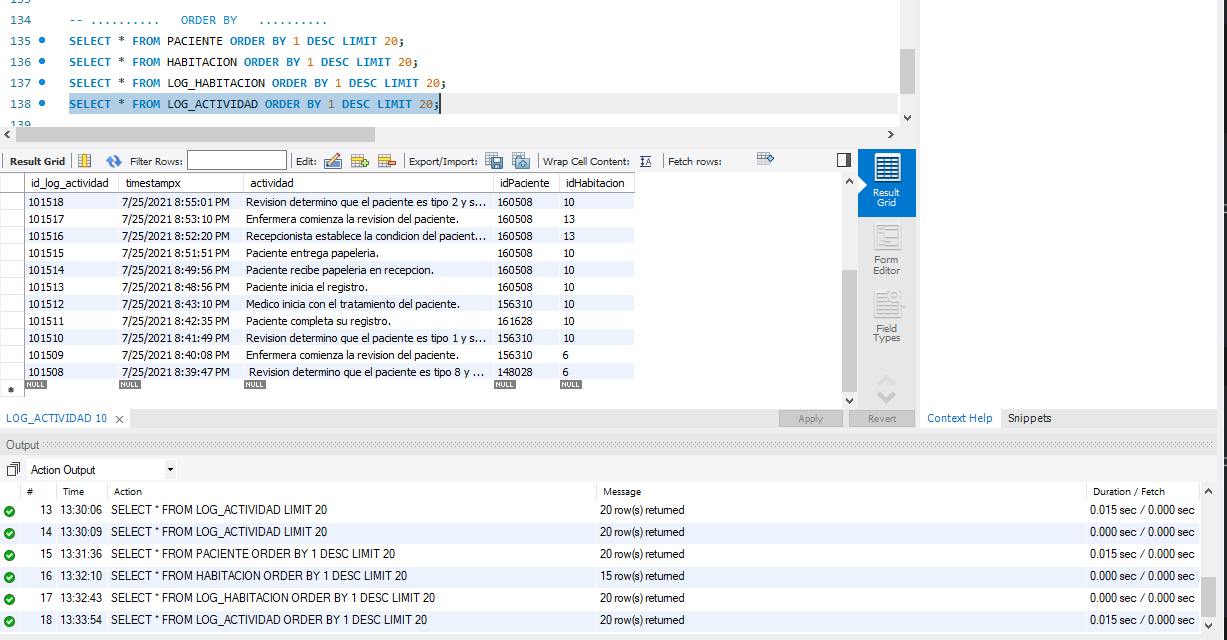 134 -- .......... ORDER BY ..........
135 SELECT * FROM PACIENTE ORDER BY 1 DESC LIMIT 20;
136 SELECT * FROM HABITACION ORDER BY 1 DESC LIMIT 20;
137 SELECT * FROM LOG_HABITACION ORDER BY 1 DESC LIMIT 20;
138 SELECT * FROM LOG_ACTIVIDAD ORDER BY 1 DESC LIMIT 20;
139
Result Grid Filter Rows: Edit: Export/Import: Wrap Cell Content: Fetch rows:
id_log_actividad timestampx actividad idPaciente idHabitacion
101518 7/25/2021 8:55:01 PM Revision determino que el paciente es tipo 2 y s... 160508 10
101517 7/25/2021 8:53:10 PM Enfermera comienza la revision del paciente. 160508 13
101516 7/25/2021 8:52:20 PM Recepcionista establece la condicion del pacient... 160508 13
101515 7/25/2021 8:51:51 PM Paciente entrega papeleria. 160508 10
101514 7/25/2021 8:49:56 PM Paciente recibe papeleria en recepcion. 160508 10
101513 7/25/2021 8:48:56 PM Paciente inicia el registro. 160508 10
101512 7/25/2021 8:43:10 PM Medico inicia con el tratamiento del paciente. 156310 10
101511 7/25/2021 8:42:35 PM Paciente completa su registro. 161628 10
101510 7/25/2021 8:41:49 PM Revision determino que el paciente es tipo 1 y s... 156310 10
101509 7/25/2021 8:40:08 PM Enfermera comienza la revision del paciente. 156310 6
101508 7/25/2021 8:39:47 PM Revision determino que el paciente es tipo 8 y ... 148028 6
NULL NULL NULL NULL NULL
Result
Grid
Form
Editor
Field
Types
LOG_ACTIVIDAD 10 Apply Revert Context Help Snippets
Output
Action Output
# Time Action Message Duration / Fetch
13 13:30:06 SELECT * FROM LOG_ACTIVIDAD LIMIT 20 20 row(s) returned 0.015 sec / 0.000 sec
14 13:30:09 SELECT * FROM LOG_ACTIVIDAD LIMIT 20 20 row(s) returned 0.000 sec / 0.000 sec
15 13:31:36 SELECT * FROM PACIENTE ORDER BY 1 DESC LIMIT 20 20 row(s) returned 0.015 sec / 0.000 sec
16 13:32:10 SELECT * FROM HABITACION ORDER BY 1 DESC LIMIT 20 15 row(s) returned 0.000 sec / 0.000 sec
17 13:32:43 SELECT * FROM LOG_HABITACION ORDER BY 1 DESC LIMIT 20 20 row(s) returned 0.000 sec / 0.000 sec
18 13:33:54 SELECT * FROM LOG_ACTIVIDAD ORDER BY 1 DESC LIMIT 20 20 row(s) returned 0.015 sec / 0.000 sec